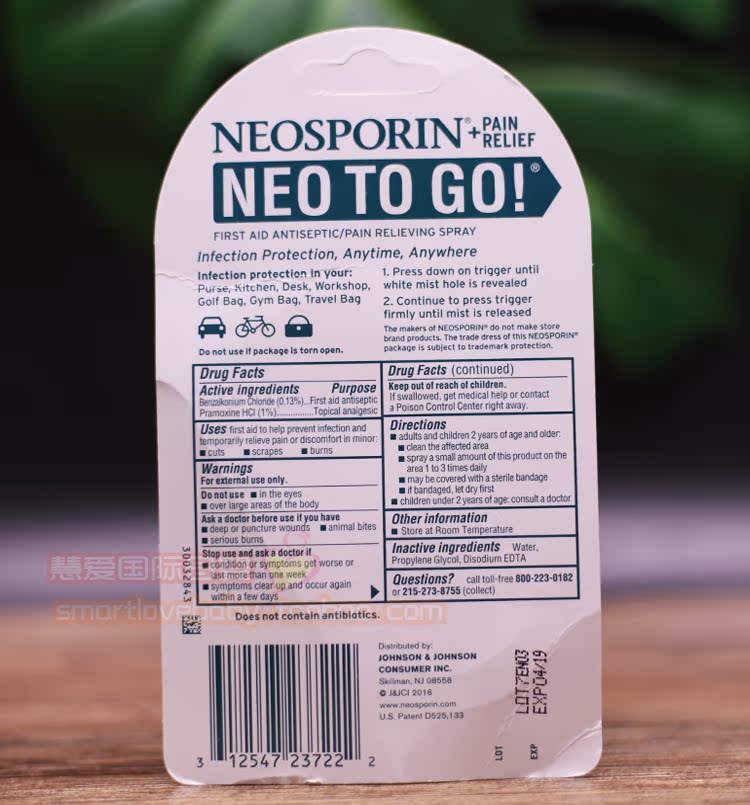 NEOSPORIN® + PAIN RELIEF
NEO TO GO!®
FIRST AID ANTISEPTIC/PAIN RELIEVING SPRAY
Infection Protection, Anytime, Anywhere
Infection protection in your:
Purse, Kitchen, Desk, Workshop,
Golf Bag, Gym Bag, Travel Bag
Do not use if package is torn open.
1. Press down on trigger until
white mist hole is revealed
2. Continue to press trigger
firmly until mist is released
The makers of NEOSPORIN® do not make store
brand products. The trade dress of this NEOSPORIN®
package is subject to trademark protection.
Drug Facts
Active ingredients Purpose
Benzalkonium Chloride (0.13%)...First aid antiseptic
Pramoxine HCl (1%)..............Topical analgesic
Uses first aid to help prevent infection and
temporarily relieve pain or discomfort in minor:
■ cuts ■ scrapes ■ burns
Warnings
For external use only.
Do not use ■ in the eyes
■ over large areas of the body
Ask a doctor before use if you have
■ deep or puncture wounds ■ animal bites
■ serious burns
Stop use and ask a doctor if
■ condition or symptoms get worse or
last more than one week
■ symptoms clear up and occur again
within a few days
Drug Facts (continued)
Keep out of reach of children.
If swallowed, get medical help or contact
a Poison Control Center right away.
Directions
■ adults and children 2 years of age and older:
■ clean the affected area
■ spray a small amount of this product on the
area 1 to 3 times daily
■ may be covered with a sterile bandage
■ if bandaged, let dry first
■ children under 2 years of age: consult a doctor
Other information
■ Store at Room Temperature
Inactive ingredients Water,
Propylene Glycol, Disodium EDTA
Questions? call toll-free 800-223-0182
or 215-273-8755 (collect)
30032843
慧爱国际
Does not contain antibiotics.
3 12547 23722 2
Distributed by:
JOHNSON & JOHNSON
CONSUMER INC.
Skillman, NJ 08558
© J&JCI 2016
www.neosporin.com
U.S. Patent D525,133
LOT7EN03
EXP04/19
LOT
EXP